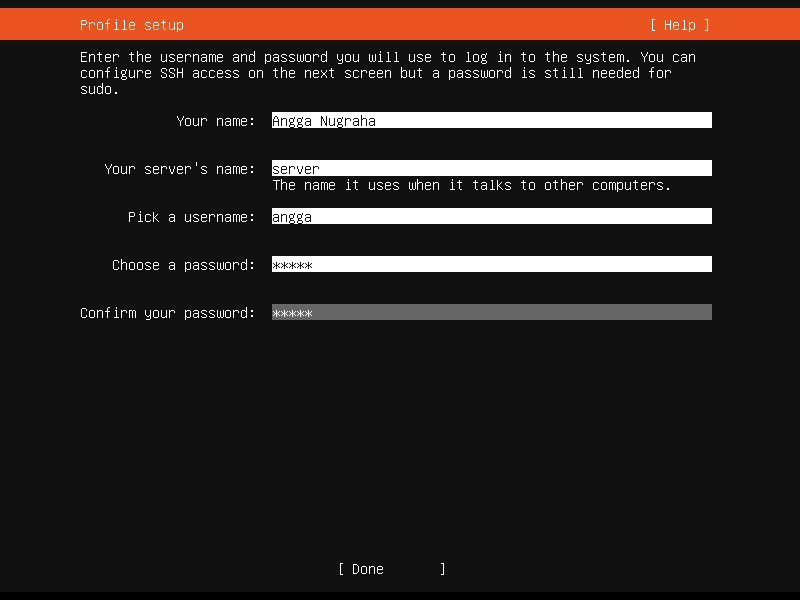 Profile setup [ Help ]
Enter the username and password you will use to log in to the system. You can
configure SSH access on the next screen but a password is still needed for
sudo.
Your name: Angga Nugraha
Your server's name: server
The name it uses when it talks to other computers.
Pick a username: angga
Choose a password: *****
Confirm your password: *****
[ Done ]